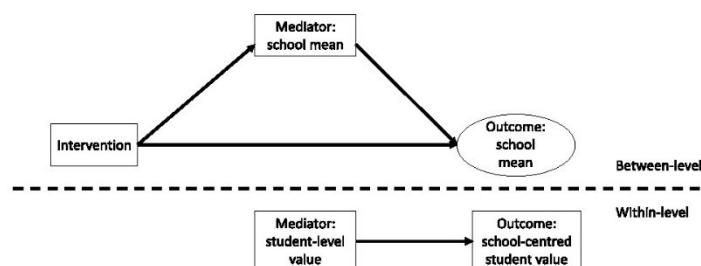 Mediator:
school mean
Intervention
Outcome:
school
mean
Between-level
Within-level
Mediator:
student-level
value
Outcome:
school-centred
student value